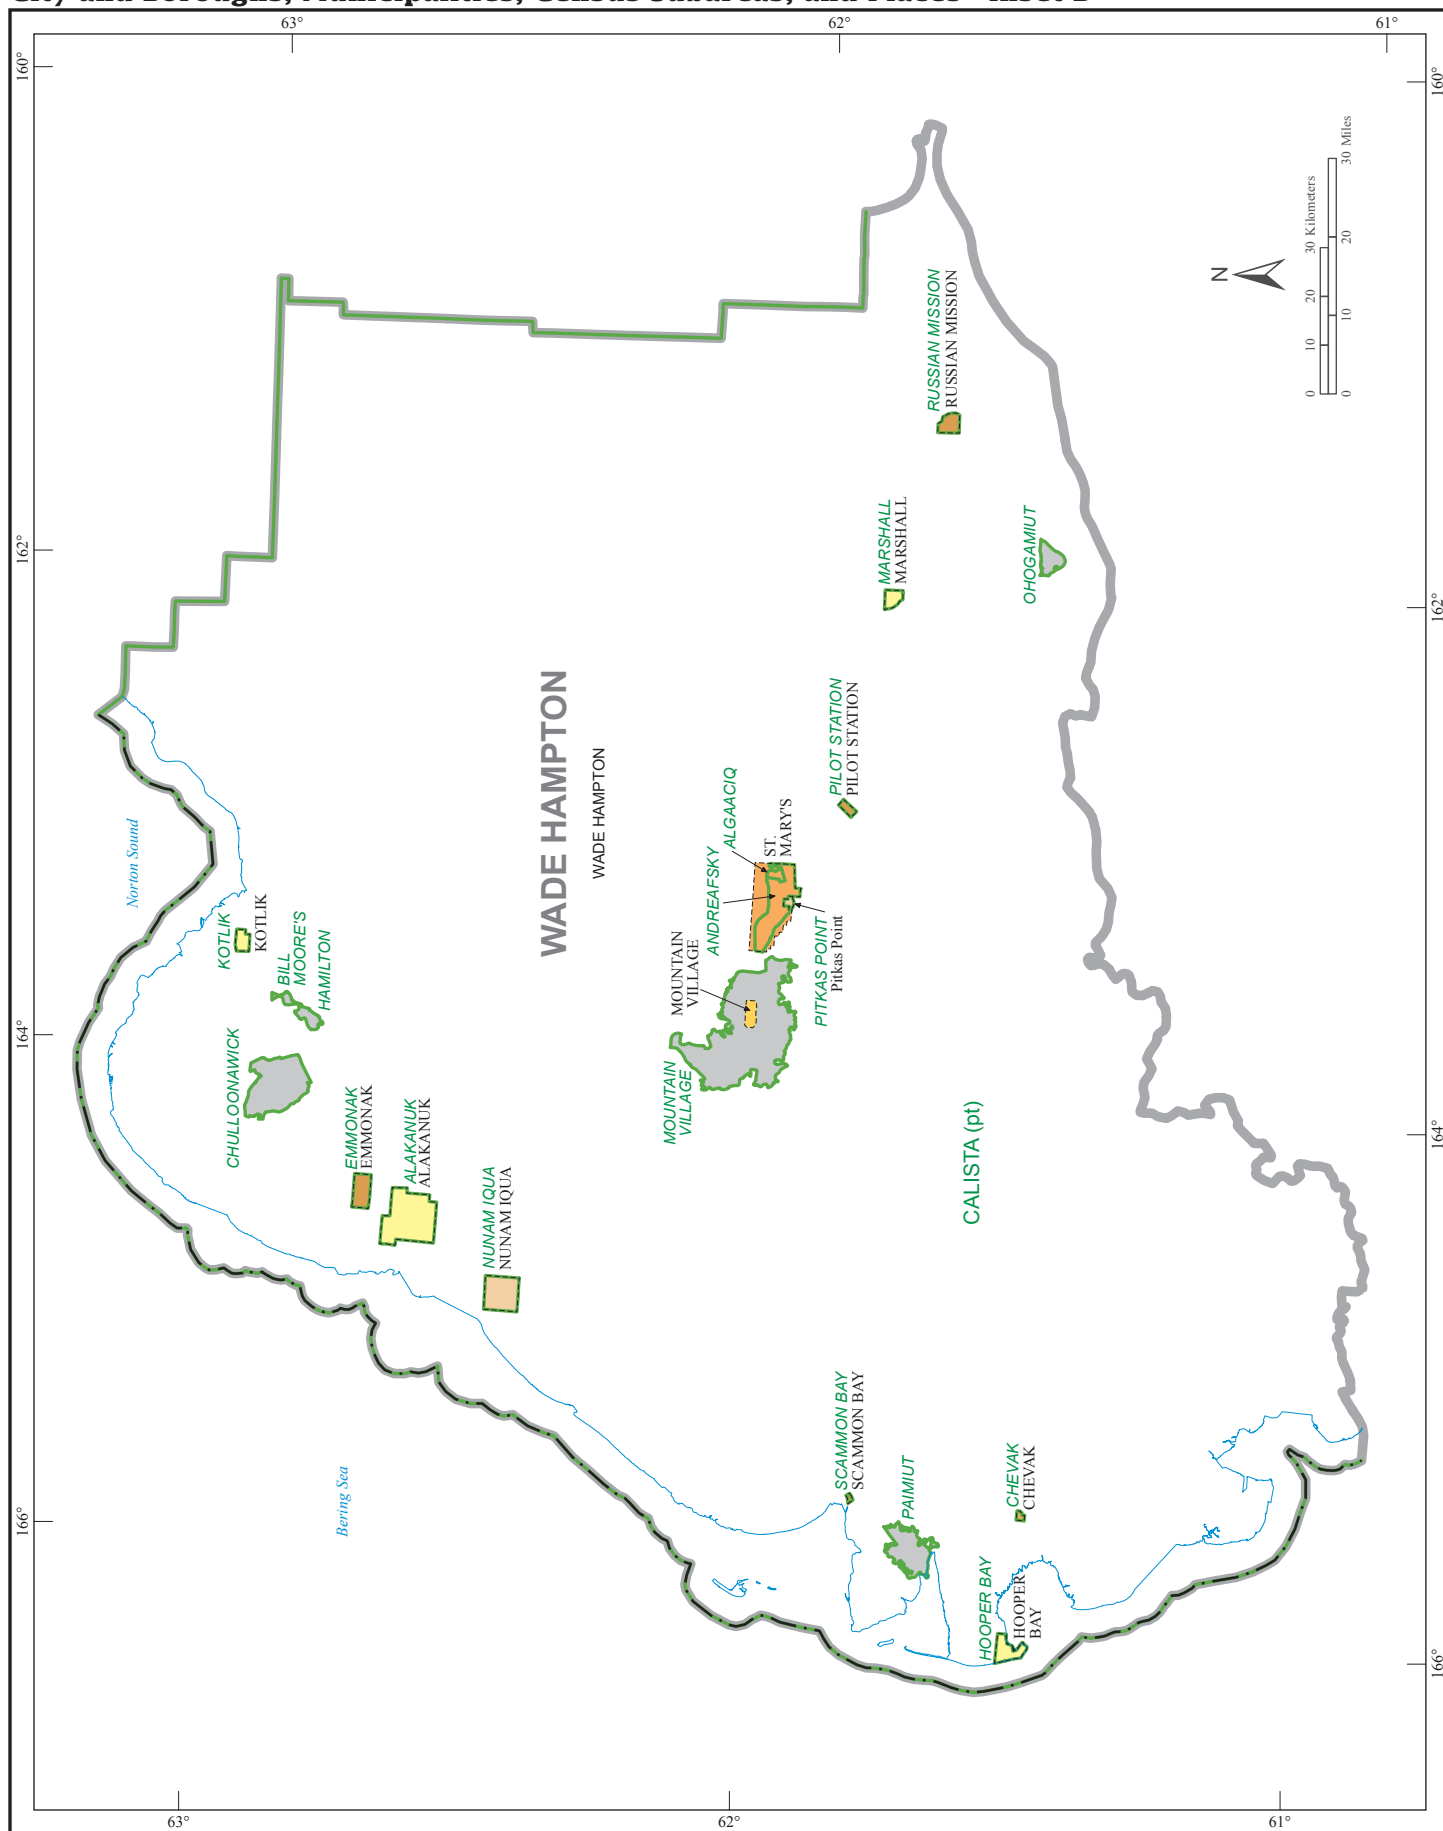 63°
62°
61°
160°
160°
Norton Sound
162°
162°
164°
164°
166°
166°
Bering Sea
KOTLIK
KOTLIK
BILL
MOORE'S
HAMILTON
CHULLOONAWICK
EMMONAK
EMMONAK
ALAKANUK
ALAKANUK
NUNAM IQUA
NUNAM IQUA
WADE HAMPTON
WADE HAMPTON
MOUNTAIN
VILLAGE
MOUNTAIN
VILLAGE
ANDREAFSKY
ALGAACIQ
ST.
MARY'S
PITKAS POINT
Pitkas Point
PILOT STATION
PILOT STATION
MARSHALL
MARSHALL
RUSSIAN MISSION
RUSSIAN MISSION
OHOGAMIUT
CALISTA (pt)
SCAMMON BAY
SCAMMON BAY
PAIMIUT
CHEVAK
CHEVAK
HOOPER BAY
HOOPER
BAY
N
0 10 20 30 Kilometers
0 10 20 30 Miles
63°
62°
61°